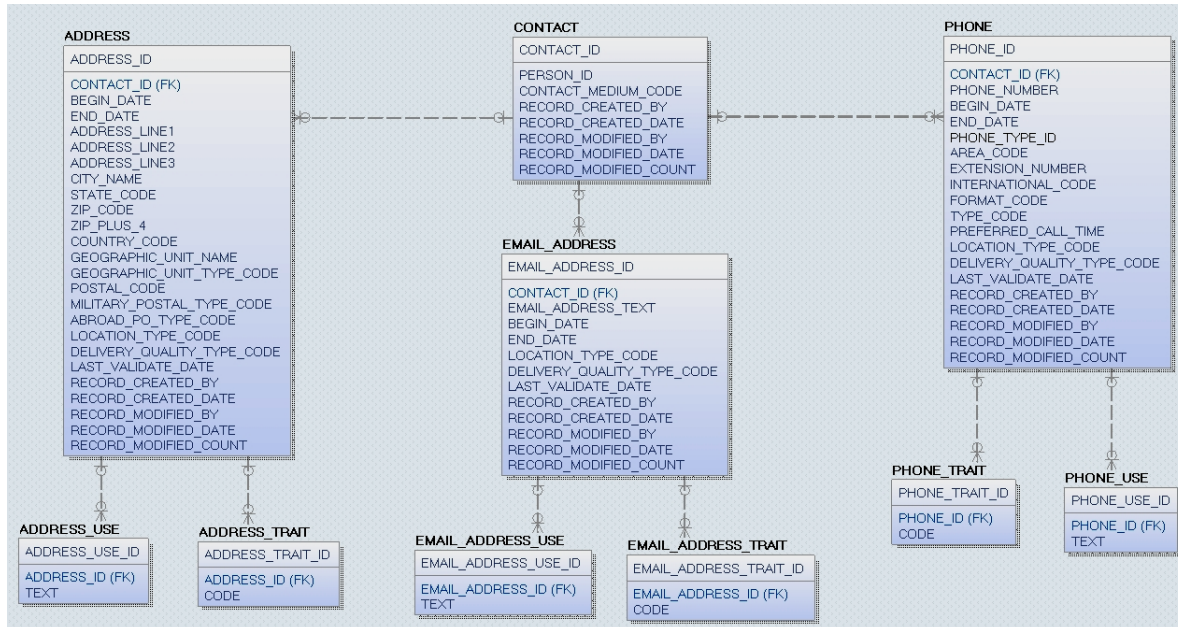 ADDRESS
ADDRESS_ID
CONTACT_ID (FK)
BEGIN_DATE
END_DATE
ADDRESS_LINE1
ADDRESS_LINE2
ADDRESS_LINE3
CITY_NAME
STATE_CODE
ZIP_CODE
ZIP_PLUS_4
COUNTRY_CODE
GEOGRAPHIC_UNIT_NAME
GEOGRAPHIC_UNIT_TYPE_CODE
POSTAL_CODE
MILITARY_POSTAL_TYPE_CODE
ABROAD_PO_TYPE_CODE
LOCATION_TYPE_CODE
DELIVERY_QUALITY_TYPE_CODE
LAST_VALIDATE_DATE
RECORD_CREATED_BY
RECORD_CREATED_DATE
RECORD_MODIFIED_BY
RECORD_MODIFIED_DATE
RECORD_MODIFIED_COUNT
CONTACT
CONTACT_ID
PERSON_ID
CONTACT_MEDIUM_CODE
RECORD_CREATED_BY
RECORD_CREATED_DATE
RECORD_MODIFIED_BY
RECORD_MODIFIED_DATE
RECORD_MODIFIED_COUNT
PHONE
PHONE_ID
CONTACT_ID (FK)
PHONE_NUMBER
BEGIN_DATE
END_DATE
PHONE_TYPE_ID
AREA_CODE
EXTENSION_NUMBER
INTERNATIONAL_CODE
FORMAT_CODE
TYPE_CODE
PREFERRED_CALL_TIME
LOCATION_TYPE_CODE
DELIVERY_QUALITY_TYPE_CODE
LAST_VALIDATE_DATE
RECORD_CREATED_BY
RECORD_CREATED_DATE
RECORD_MODIFIED_BY
RECORD_MODIFIED_DATE
RECORD_MODIFIED_COUNT
EMAIL_ADDRESS
EMAIL_ADDRESS_ID
CONTACT_ID (FK)
EMAIL_ADDRESS_TEXT
BEGIN_DATE
END_DATE
LOCATION_TYPE_CODE
DELIVERY_QUALITY_TYPE_CODE
LAST_VALIDATE_DATE
RECORD_CREATED_BY
RECORD_CREATED_DATE
RECORD_MODIFIED_BY
RECORD_MODIFIED_DATE
RECORD_MODIFIED_COUNT
ADDRESS_USE
ADDRESS_USE_ID
ADDRESS_ID (FK)
TEXT
ADDRESS_TRAIT
ADDRESS_TRAIT_ID
ADDRESS_ID (FK)
CODE
EMAIL_ADDRESS_USE
EMAIL_ADDRESS_USE_ID
EMAIL_ADDRESS_ID (FK)
TEXT
EMAIL_ADDRESS_TRAIT
EMAIL_ADDRESS_TRAIT_ID
EMAIL_ADDRESS_ID (FK)
CODE
PHONE_TRAIT
PHONE_TRAIT_ID
PHONE_ID (FK)
CODE
PHONE_USE
PHONE_USE_ID
PHONE_ID (FK)
TEXT